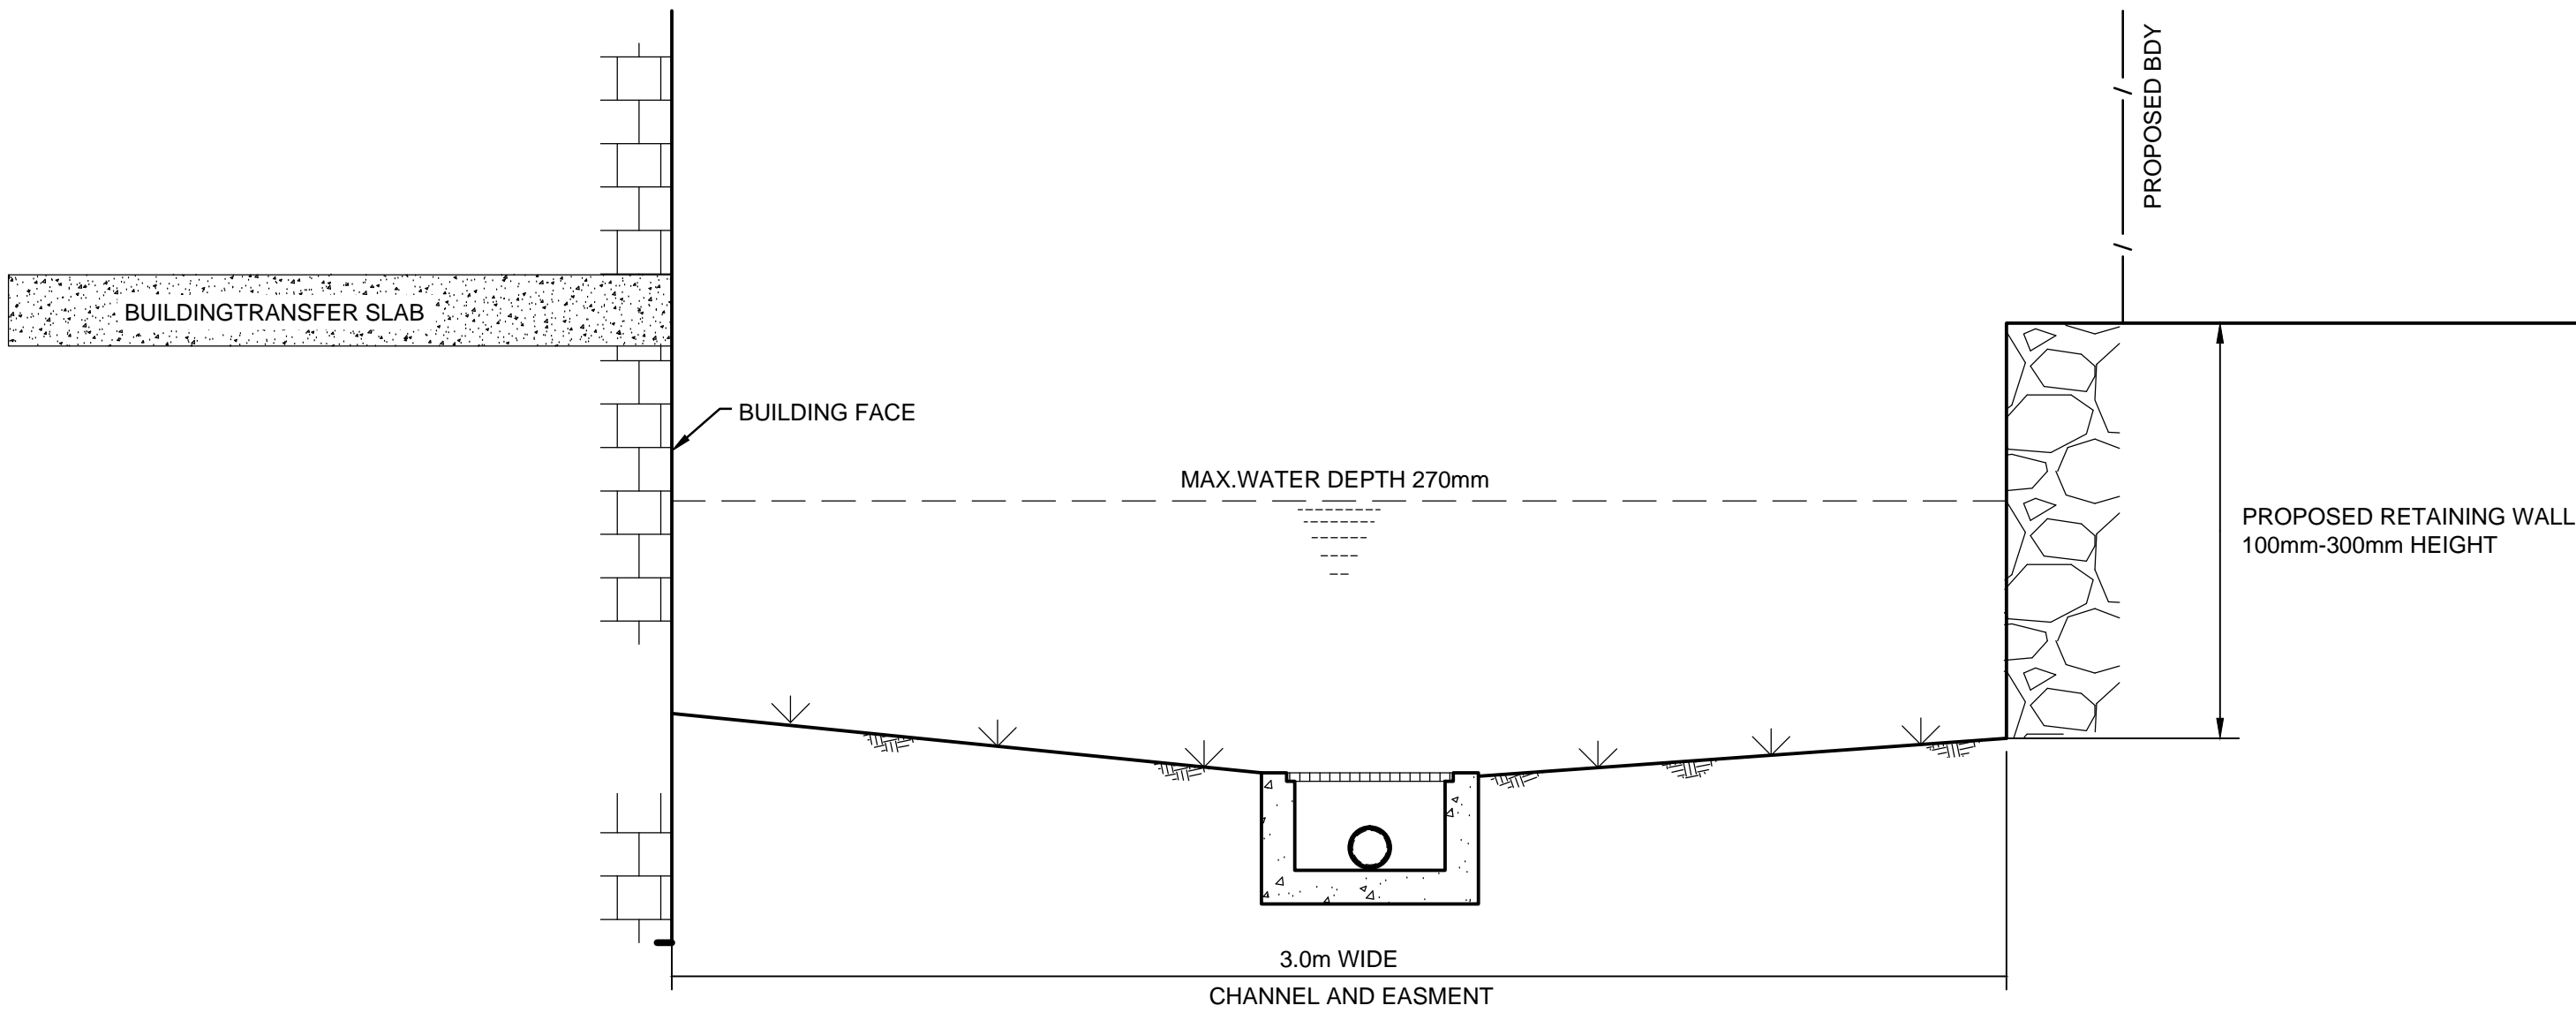 PROPOSED BDY
BUILDINGTRANSFER SLAB
BUILDING FACE
MAX.WATER DEPTH 270mm
PROPOSED RETAINING WALL
100mm-300mm HEIGHT
3.0m WIDE
CHANNEL AND EASMENT